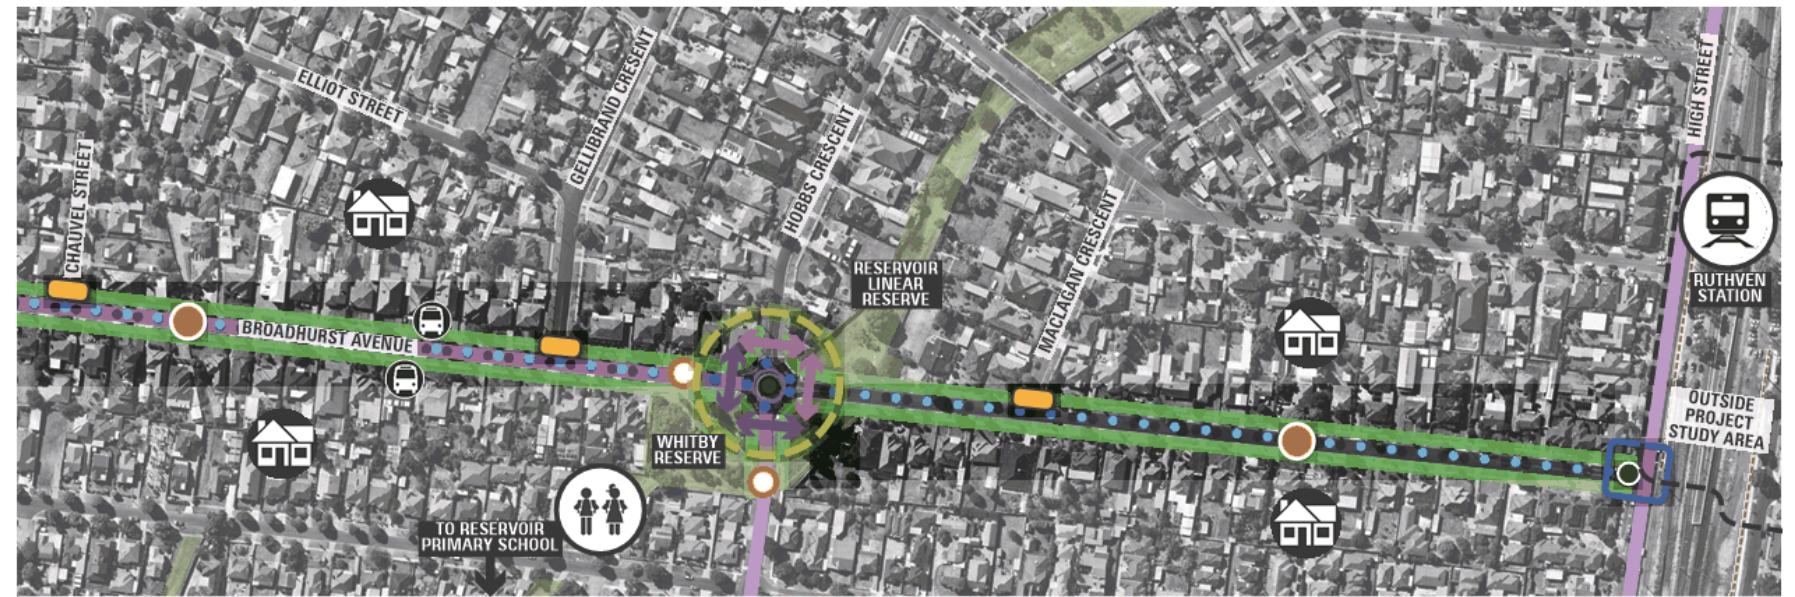 ELLIOT STREET
GELLIBRAND CRESENT
HIGH STREET
CHAUVEL STREET
HOBBS CRESCENT
MACLAGAN CRESCENT
RESERVOIR
LINEAR
RESERVE
RUTHVEN
STATION
BROADHURST AVENUE
WHITBY
RESERVE
OUTSIDE
PROJECT
STUDY AREA
TO RESERVOIR
PRIMARY SCHOOL